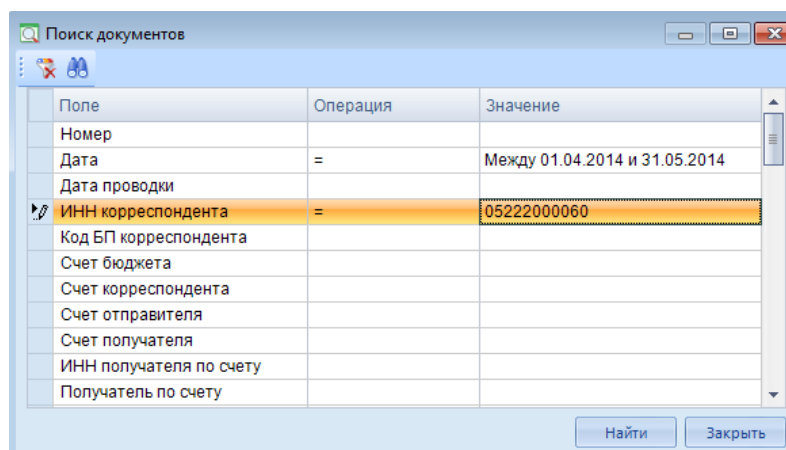 Поиск документов
Поле Операция Значение
Номер
Дата = Между 01.04.2014 и 31.05.2014
Дата проводки
ИНН корреспондента = 05222000060
Код БП корреспондента
Счет бюджета
Счет корреспондента
Счет отправителя
Счет получателя
ИНН получателя по счету
Получатель по счету
Найти Закрыть